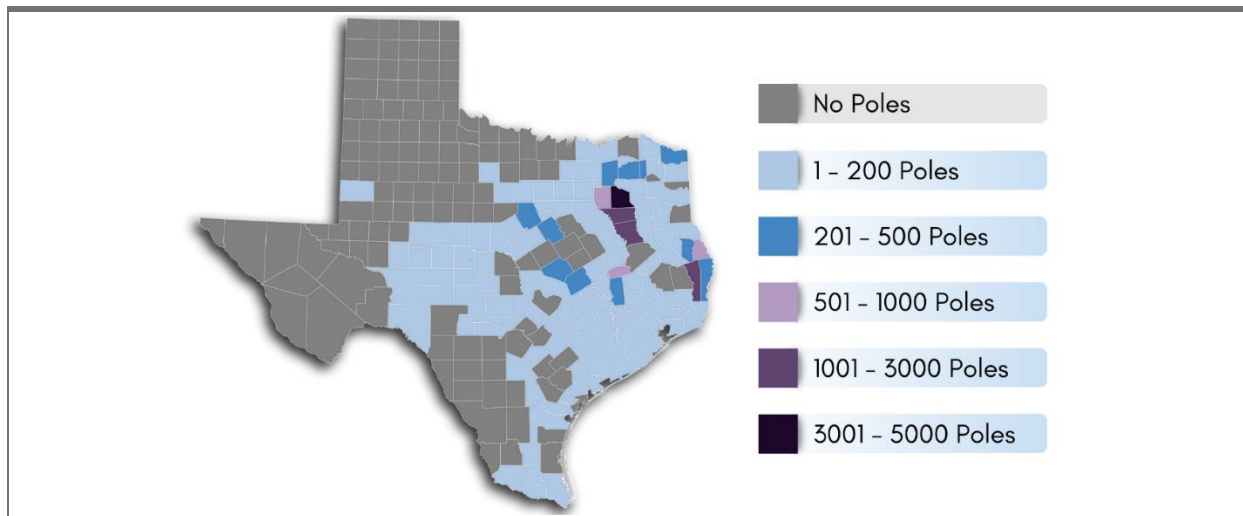 No Poles
1 – 200 Poles
201 – 500 Poles
501 – 1000 Poles
1001 – 3000 Poles
3001 – 5000 Poles